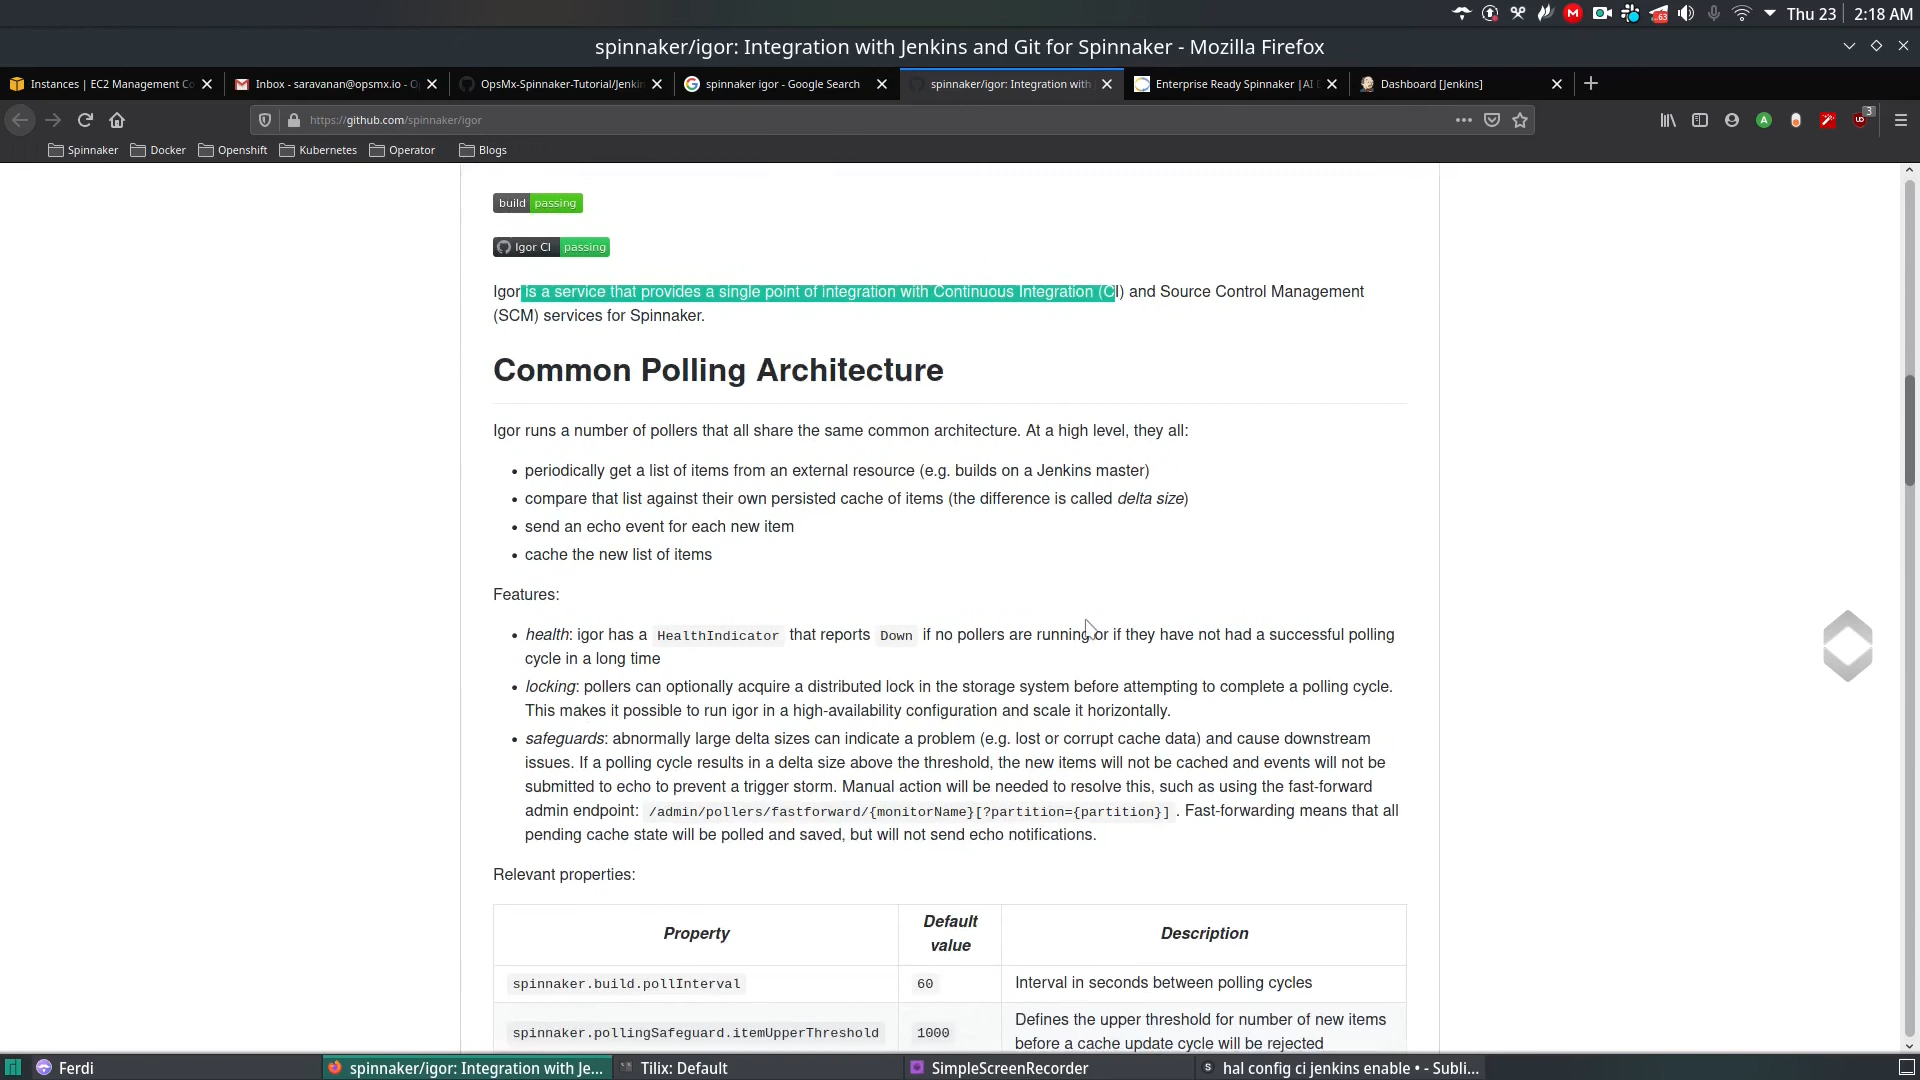 63
Thu 23
2:18 AM
spinnaker/igor: Integration with Jenkins and Git for Spinnaker - Mozilla Firefox
Instances | EC2 Management Co
Inbox - saravanan@opsmx.io - O
OpsMx-Spinnaker-Tutorial/Jenkin
spinnaker igor - Google Search
spinnaker/igor: Integration with
Enterprise Ready Spinnaker |AI E
Dashboard [Jenkins]
https://github.com/spinnaker/igor
3
Spinnaker
Docker
Openshift
Kubernetes
Operator
Blogs
build passing
Igor CI passing
Igor is a service that provides a single point of integration with Continuous Integration (CI) and Source Control Management
(SCM) services for Spinnaker.
Common Polling Architecture
Igor runs a number of pollers that all share the same common architecture. At a high level, they all:
• periodically get a list of items from an external resource (e.g. builds on a Jenkins master)
• compare that list against their own persisted cache of items (the difference is called delta size)
• send an echo event for each new item
• cache the new list of items
Features:
• health: igor has a HealthIndicator that reports Down if no pollers are running or if they have not had a successful polling
cycle in a long time
• locking: pollers can optionally acquire a distributed lock in the storage system before attempting to complete a polling cycle.
This makes it possible to run igor in a high-availability configuration and scale it horizontally.
• safeguards: abnormally large delta sizes can indicate a problem (e.g. lost or corrupt cache data) and cause downstream
issues. If a polling cycle results in a delta size above the threshold, the new items will not be cached and events will not be
submitted to echo to prevent a trigger storm. Manual action will be needed to resolve this, such as using the fast-forward
admin endpoint: /admin/pollers/fastforward/{monitorName}[?partition={partition}] . Fast-forwarding means that all
pending cache state will be polled and saved, but will not send echo notifications.
Relevant properties:
Property
Default
value
Description
spinnaker.build.pollInterval
60
Interval in seconds between polling cycles
spinnaker.pollingSafeguard.itemUpperThreshold
1000
Defines the upper threshold for number of new items
before a cache update cycle will be rejected
Ferdi
spinnaker/igor: Integration with Je...
Tilix: Default
SimpleScreenRecorder
hal config ci jenkins enable • - Subli...